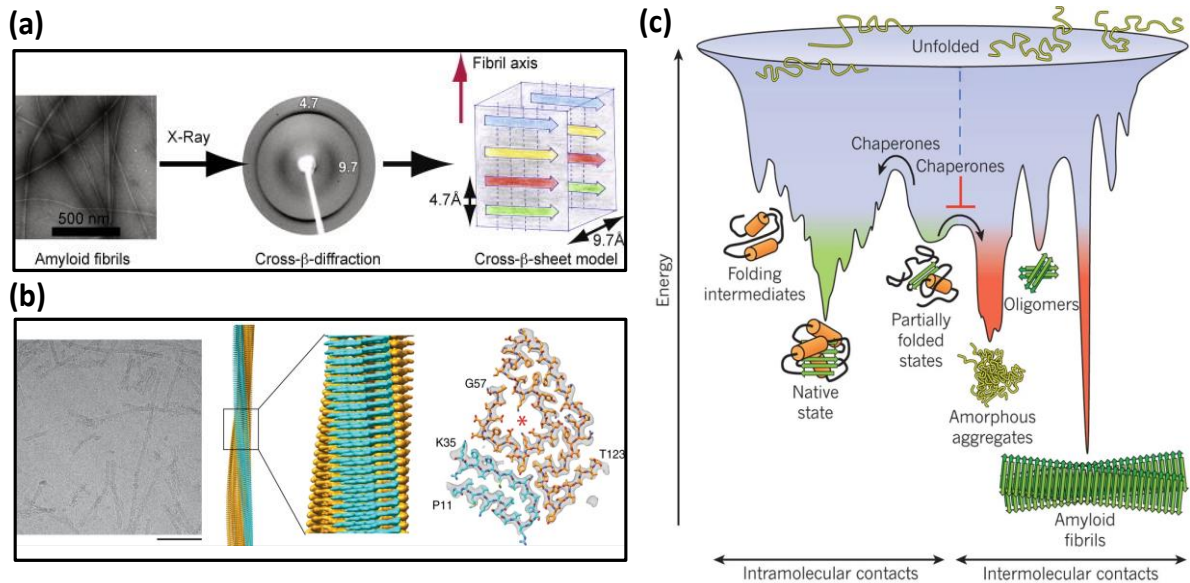 (a)
Fibril axis
X-Ray
4.7
9.7
4.7Å
9.7Å
500 nm
Amyloid fibrils
Cross-β-diffraction
Cross-β-sheet model
(b)
G57
*
K35
T123
P11
(c)
Unfolded
Chaperones
Chaperones
Energy
Folding
intermediates
Partially
folded
states
Oligomers
Native
state
Amorphous
aggregates
Amyloid
fibrils
Intramolecular contacts
Intermolecular contacts